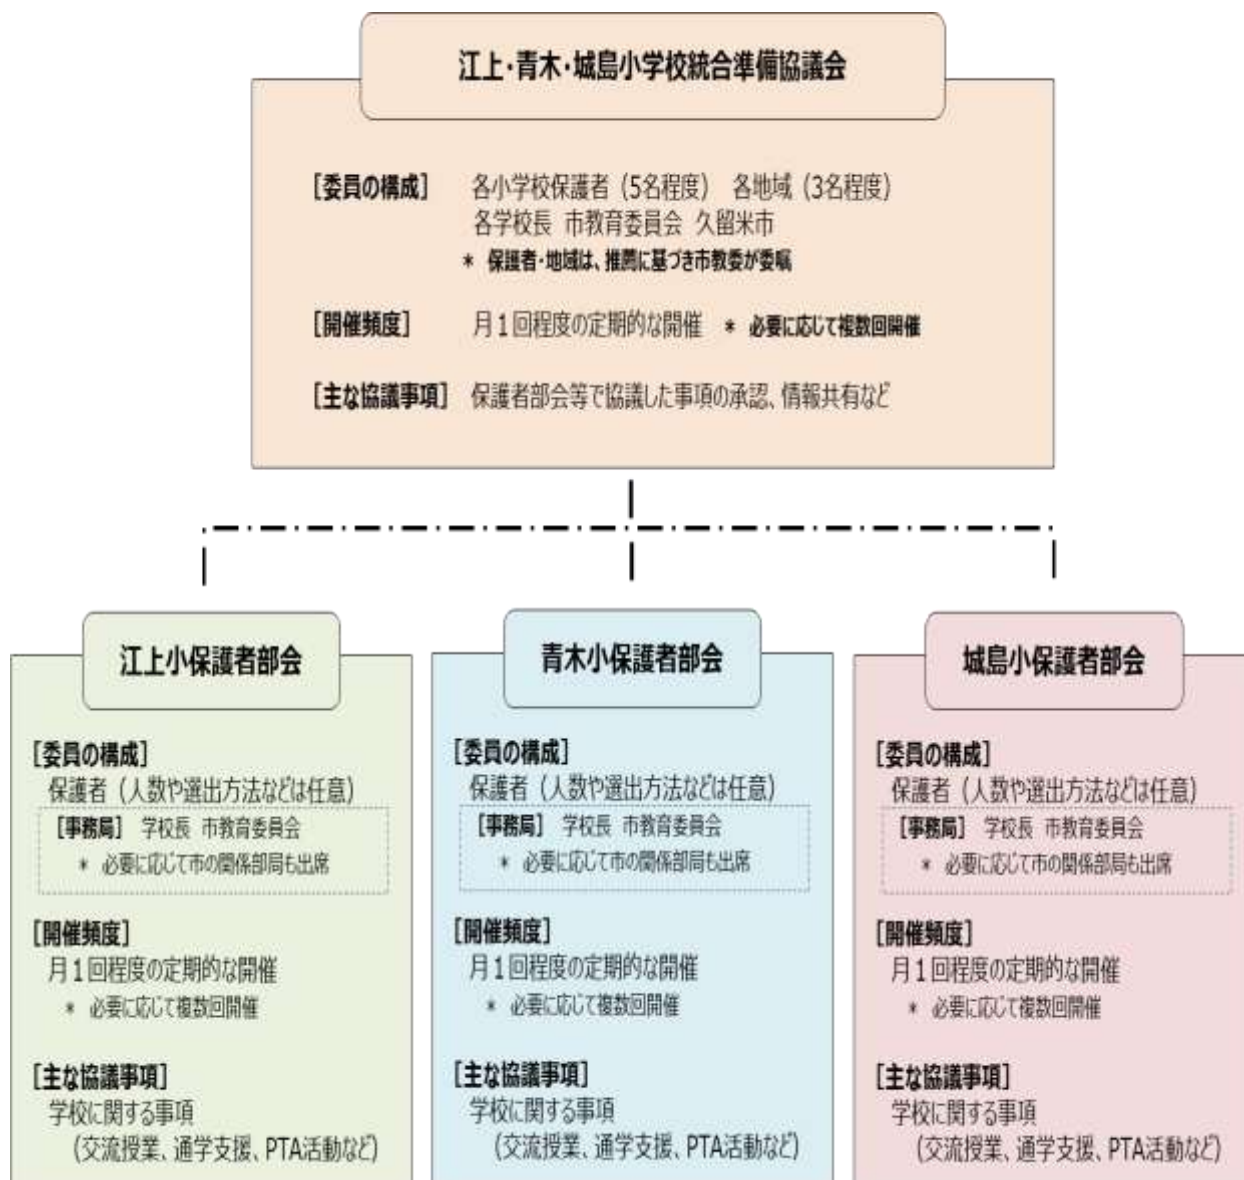 江上・青木・城島小学校統合準備協議会
[委員の構成] 各小学校保護者（5名程度） 各地域（3名程度）
各学校長 市教育委員会 久留米市
* 保護者・地域は、推薦に基づき市教委が委嘱
[開催頻度] 月１回程度の定期的な開催 * 必要に応じて複数回開催
[主な協議事項] 保護者部会等で協議した事項の承認、情報共有など
江上小保護者部会
[委員の構成]
保護者（人数や選出方法などは任意）
[事務局] 学校長 市教育委員会
* 必要に応じて市の関係部局も出席
[開催頻度]
月１回程度の定期的な開催
* 必要に応じて複数回開催
[主な協議事項]
学校に関する事項
（交流授業、通学支援、PTA活動など）
青木小保護者部会
[委員の構成]
保護者（人数や選出方法などは任意）
[事務局] 学校長 市教育委員会
* 必要に応じて市の関係部局も出席
[開催頻度]
月１回程度の定期的な開催
* 必要に応じて複数回開催
[主な協議事項]
学校に関する事項
（交流授業、通学支援、PTA活動など）
城島小保護者部会
[委員の構成]
保護者（人数や選出方法などは任意）
[事務局] 学校長 市教育委員会
* 必要に応じて市の関係部局も出席
[開催頻度]
月１回程度の定期的な開催
* 必要に応じて複数回開催
[主な協議事項]
学校に関する事項
（交流授業、通学支援、PTA活動など）